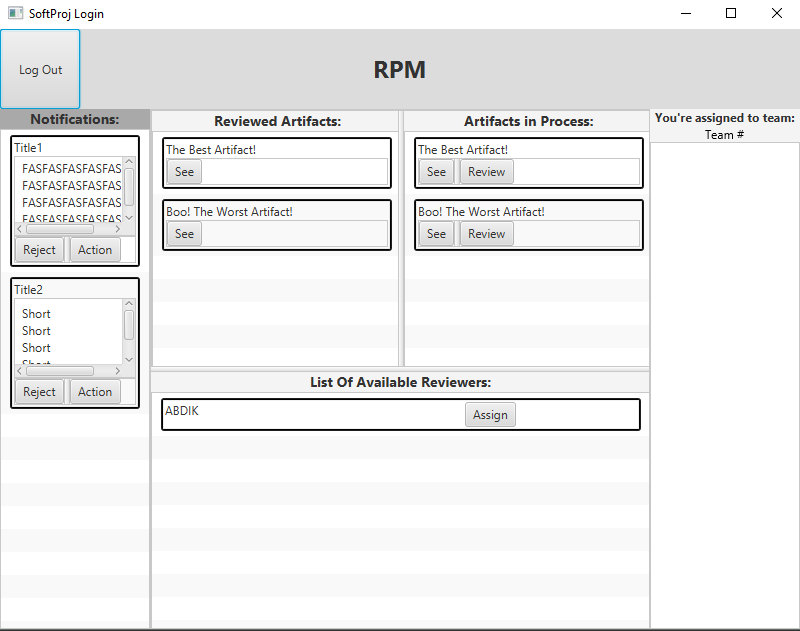 SoftProj Login
Log Out
RPM
Notifications:
Title1
FASFASFASFASFAS
FASFASFASFASFAS
FASFASFASFASFAS
FASFASFASFASFAS
Reject Action
Title2
Short
Short
Short
Short
Reject Action
Reviewed Artifacts:
The Best Artifact!
See
Boo! The Worst Artifact!
See
Artifacts in Process:
The Best Artifact!
See Review
Boo! The Worst Artifact!
See Review
List Of Available Reviewers:
ABDIK Assign
You're assigned to team:
Team #